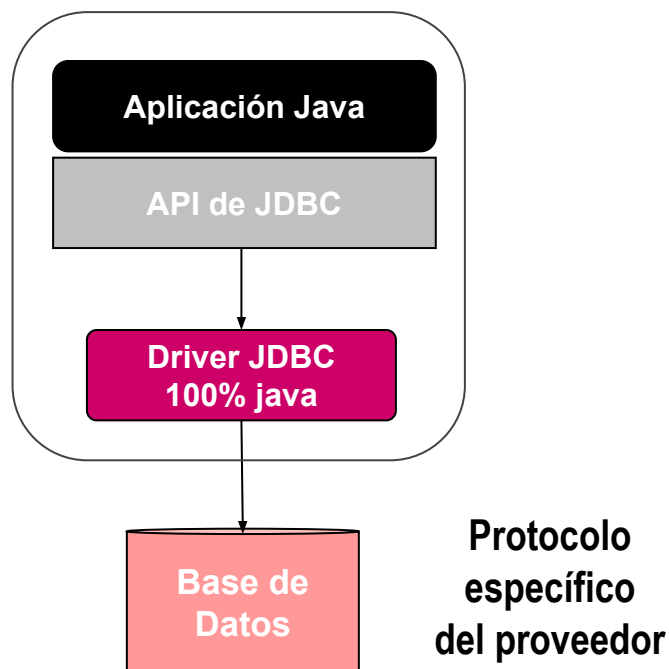 Aplicación Java
API de JDBC
Driver JDBC
100% java
Base de
Datos
Protocolo
específico
del proveedor